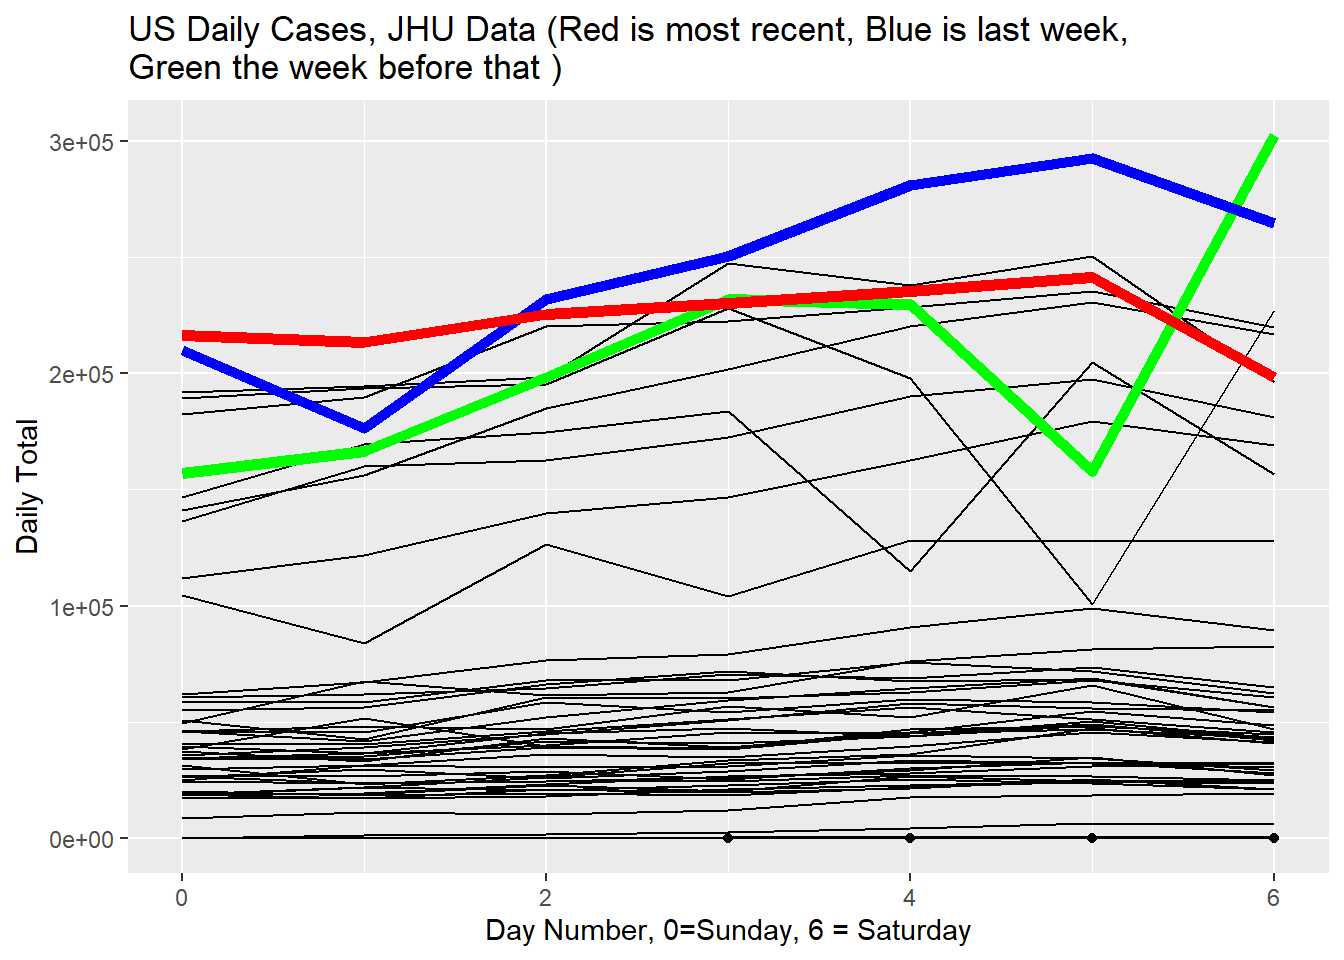 US Daily Cases, JHU Data (Red is most recent, Blue is last week,
Green the week before that )
3e+05
2e+05
1e+05
0e+00
Daily Total
0
2
4
6
Day Number, 0=Sunday, 6 = Saturday